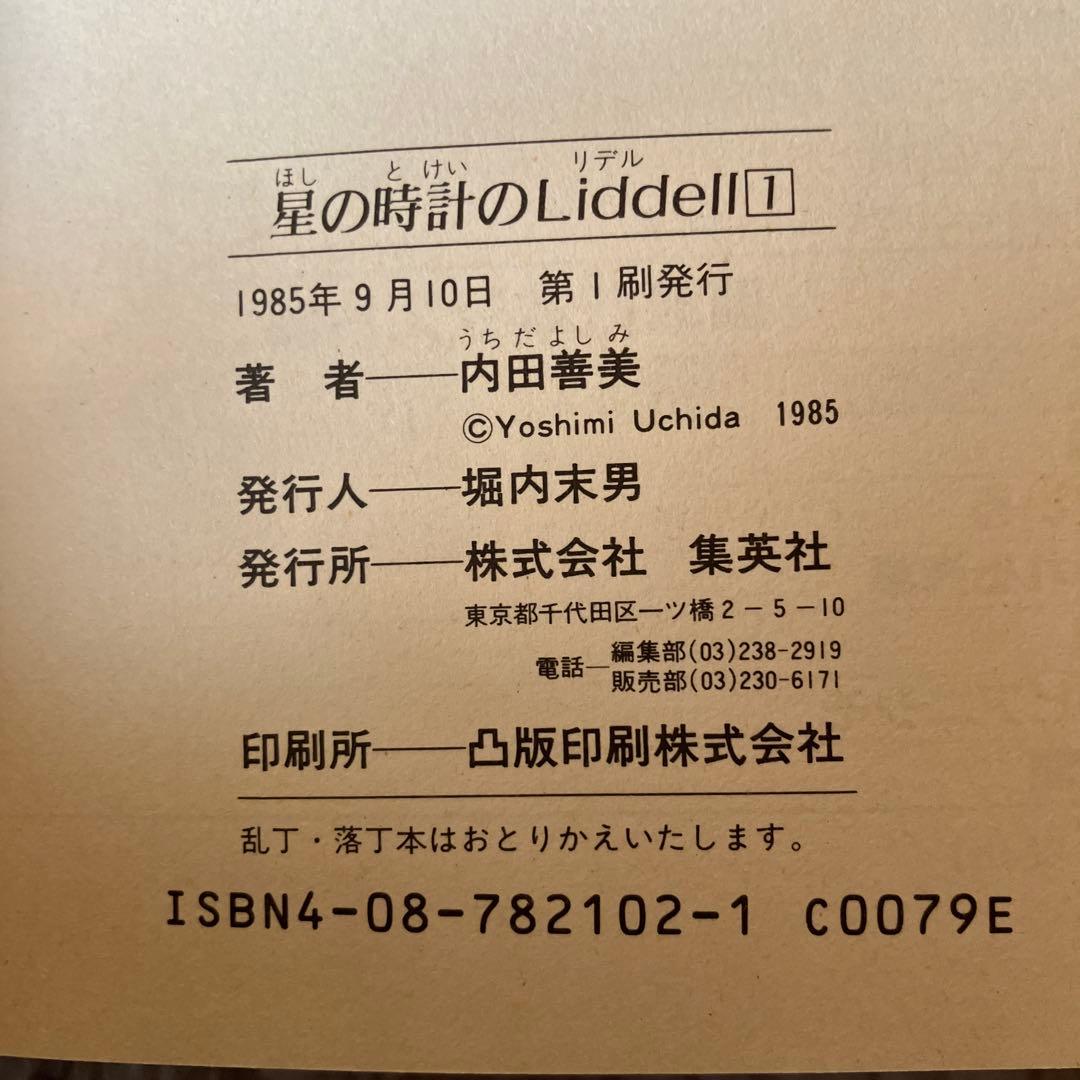 ほし とけい リデル
星の時計のLiddell1
1985年9月10日 第1刷発行
うちだよしみ
著 者――内田善美
©Yoshimi Uchida 1985
発行人――堀内末男
発行所――株式会社 集英社
東京都千代田区一ツ橋2-5-10
電話―編集部(03)238-2919
販売部(03)230-6171
印刷所――凸版印刷株式会社
乱丁・落丁本はおとりかえいたします。
ISBN4-08-782102-1 C0079E